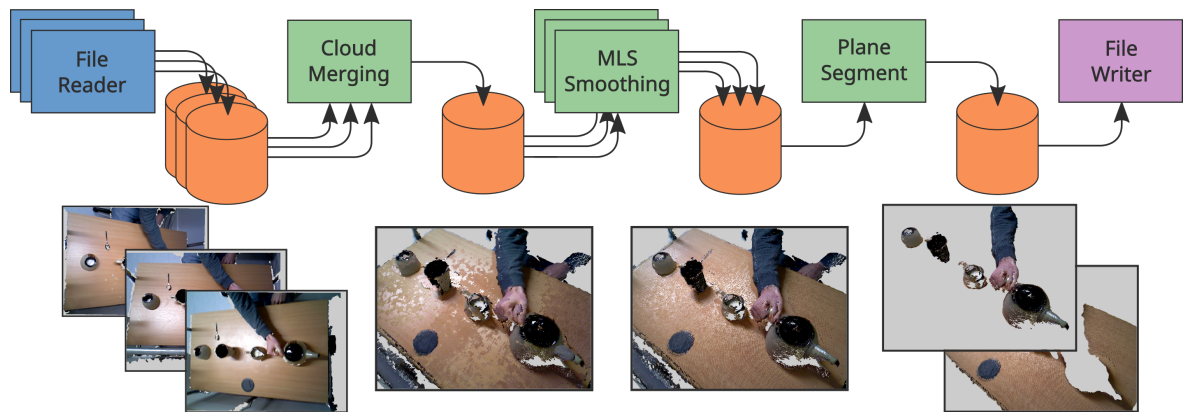 File
Reader
Cloud
Merging
MLS
Smoothing
Plane
Segment
File
Writer